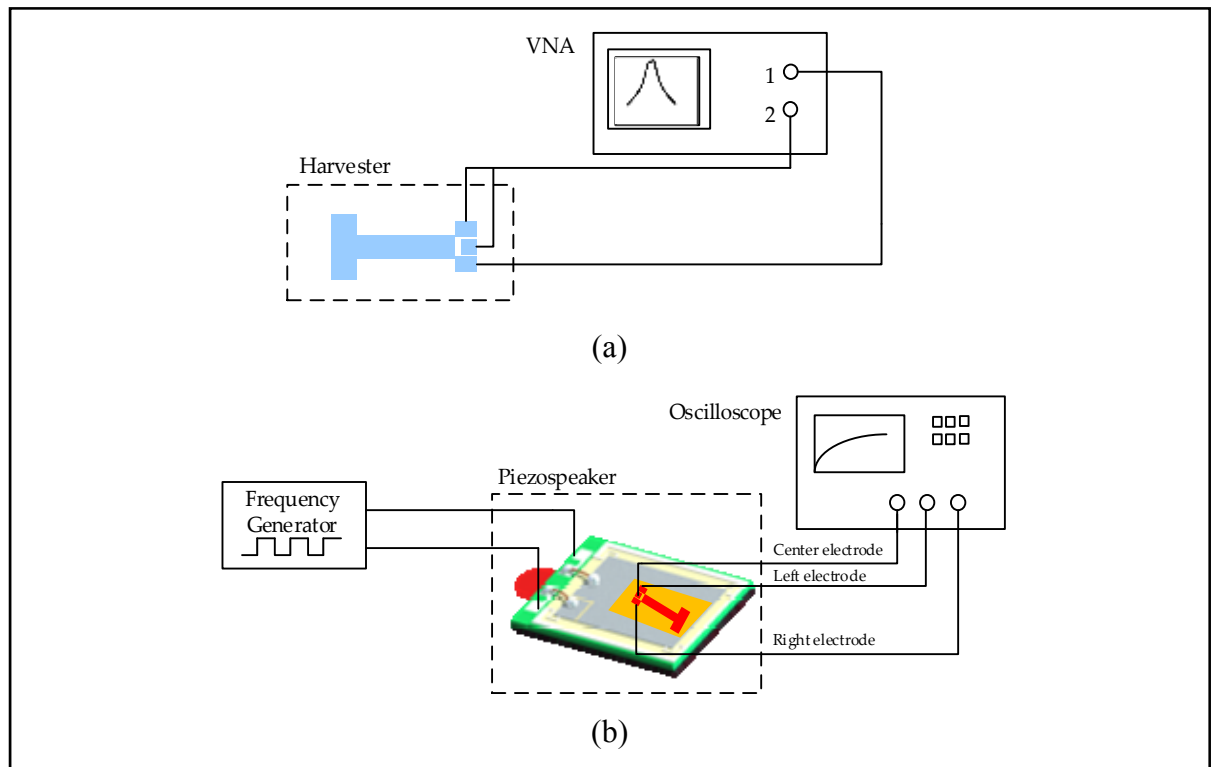 VNA
1
2
Harvester
(a)
Oscilloscope
Piezospeaker
Frequency
Generator
Center electrode
Left electrode
Right electrode
(b)